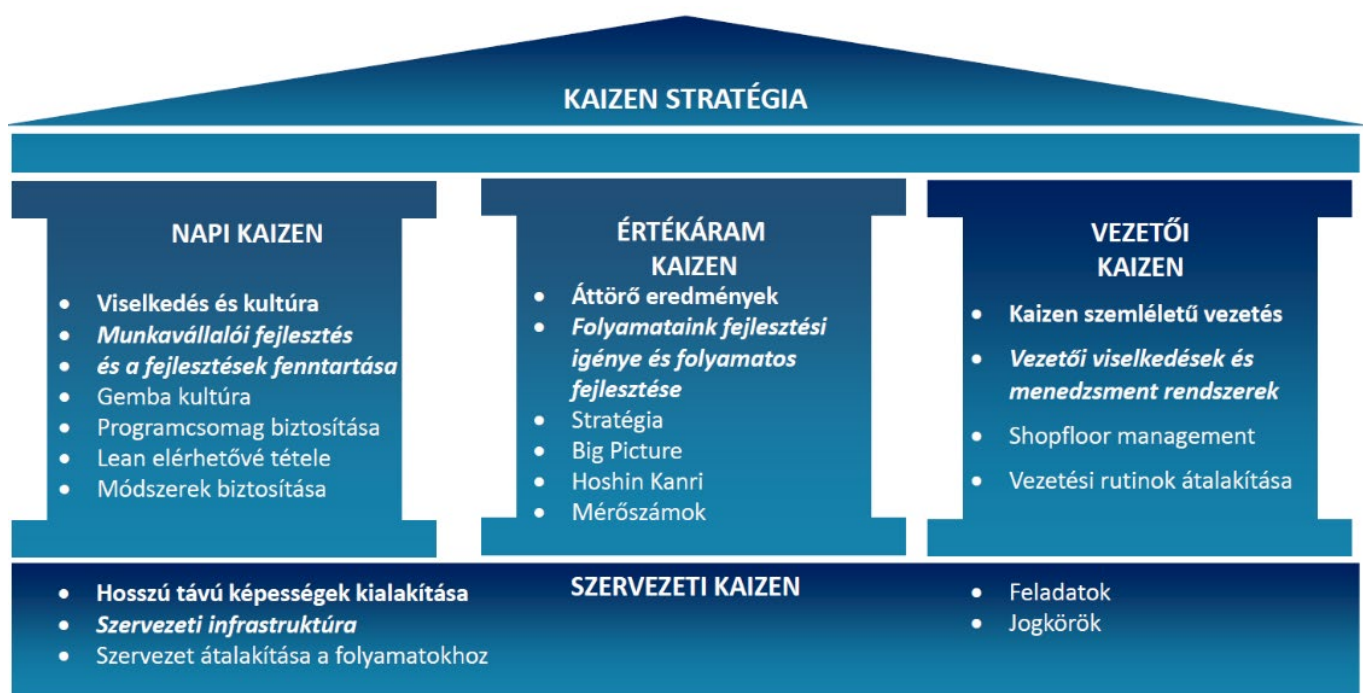 KAIZEN STRATÉGIA
NAPI KAIZEN
• Viselkedés és kultúra
• Munkavállalói fejlesztés
• és a fejlesztések fenntartása
• Gemba kultúra
• Programcsomag biztosítása
• Lean elérhetővé tétele
• Módszerek biztosítása
ÉRTÉKÁRAM
KAIZEN
• Áttörő eredmények
• Folyamataink fejlesztési
igénye és folyamatos
fejlesztése
• Stratégia
• Big Picture
• Hoshin Kanri
• Mérőszámok
VEZETŐI
KAIZEN
• Kaizen szemléletű vezetés
• Vezetői viselkedések és
menedzsment rendszerek
• Shopfloor management
• Vezetési rutinok átalakítása
SZERVEZETI KAIZEN
• Hosszú távú képességek kialakítása
• Szervezeti infrastruktúra
• Szervezet átalakítása a folyamatokhoz
• Feladatok
• Jogkörök